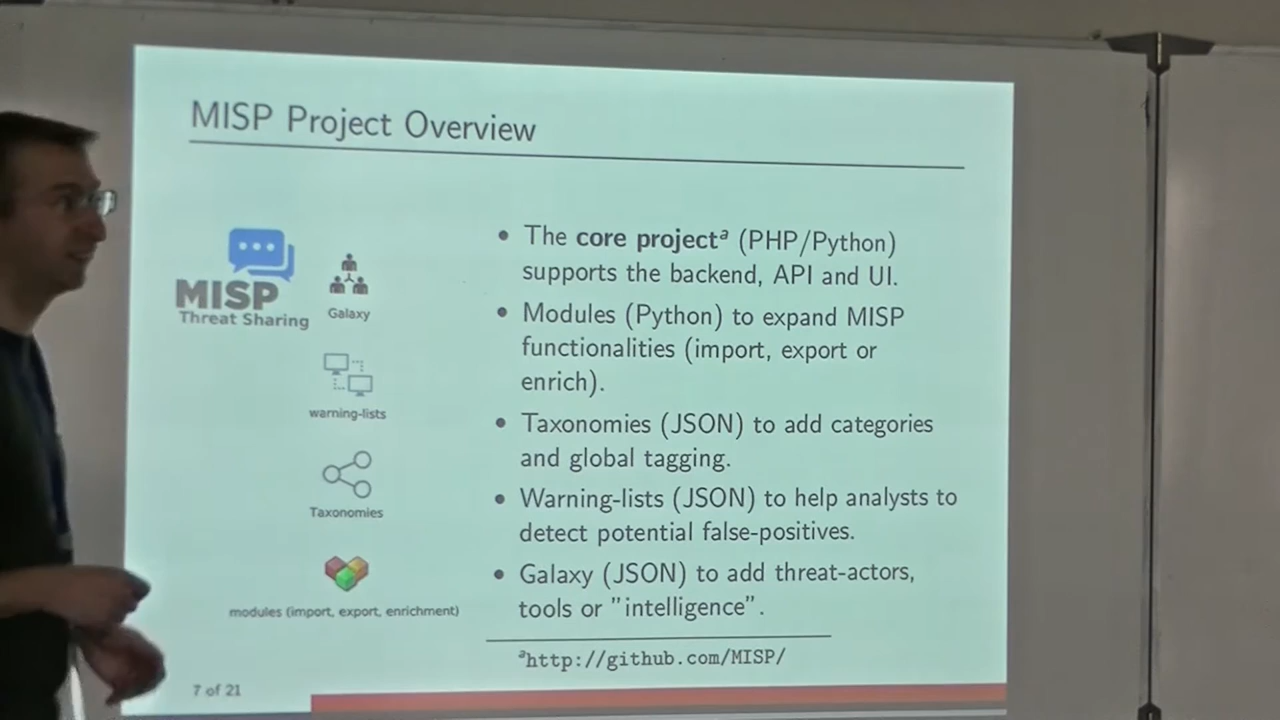 MISP Project Overview
MISP
Threat Sharing
Galaxy
warning-lists
Taxonomies
modules (import, export, enrichment)
• The core projectᵃ (PHP/Python)
supports the backend, API and UI.
• Modules (Python) to expand MISP
functionalities (import, export or
enrich).
• Taxonomies (JSON) to add categories
and global tagging.
• Warning-lists (JSON) to help analysts to
detect potential false-positives.
• Galaxy (JSON) to add threat-actors,
tools or "intelligence".
ᵃhttp://github.com/MISP/
7 of 21